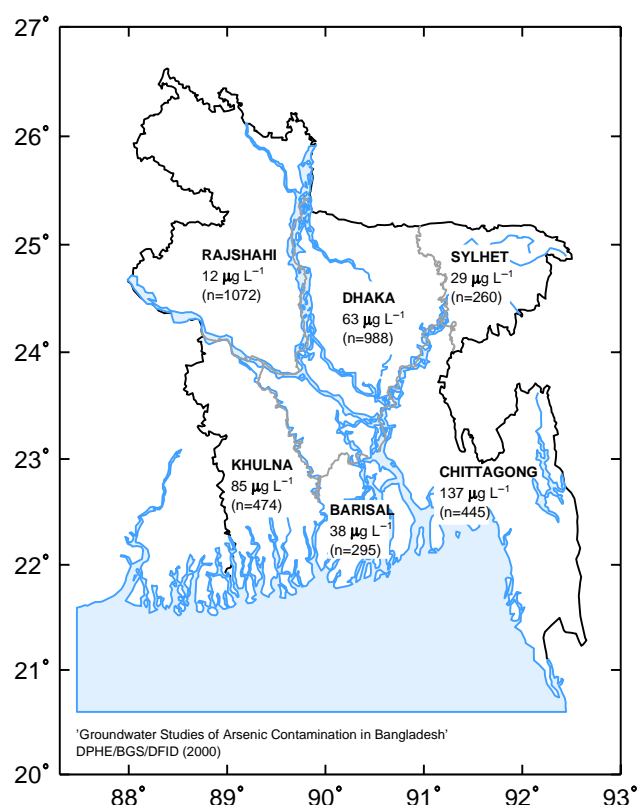 27°
26°
25°
24°
23°
22°
21°
20°
RAJSHAHI
12 µg L⁻¹
(n=1072)
DHAKA
63 µg L⁻¹
(n=988)
SYLHET
29 µg L⁻¹
(n=260)
KHULNA
85 µg L⁻¹
(n=474)
BARISAL
38 µg L⁻¹
(n=295)
CHITTAGONG
137 µg L⁻¹
(n=445)
'Groundwater Studies of Arsenic Contamination in Bangladesh'
DPHE/BGS/DFID (2000)
88° 89° 90° 91° 92° 93°